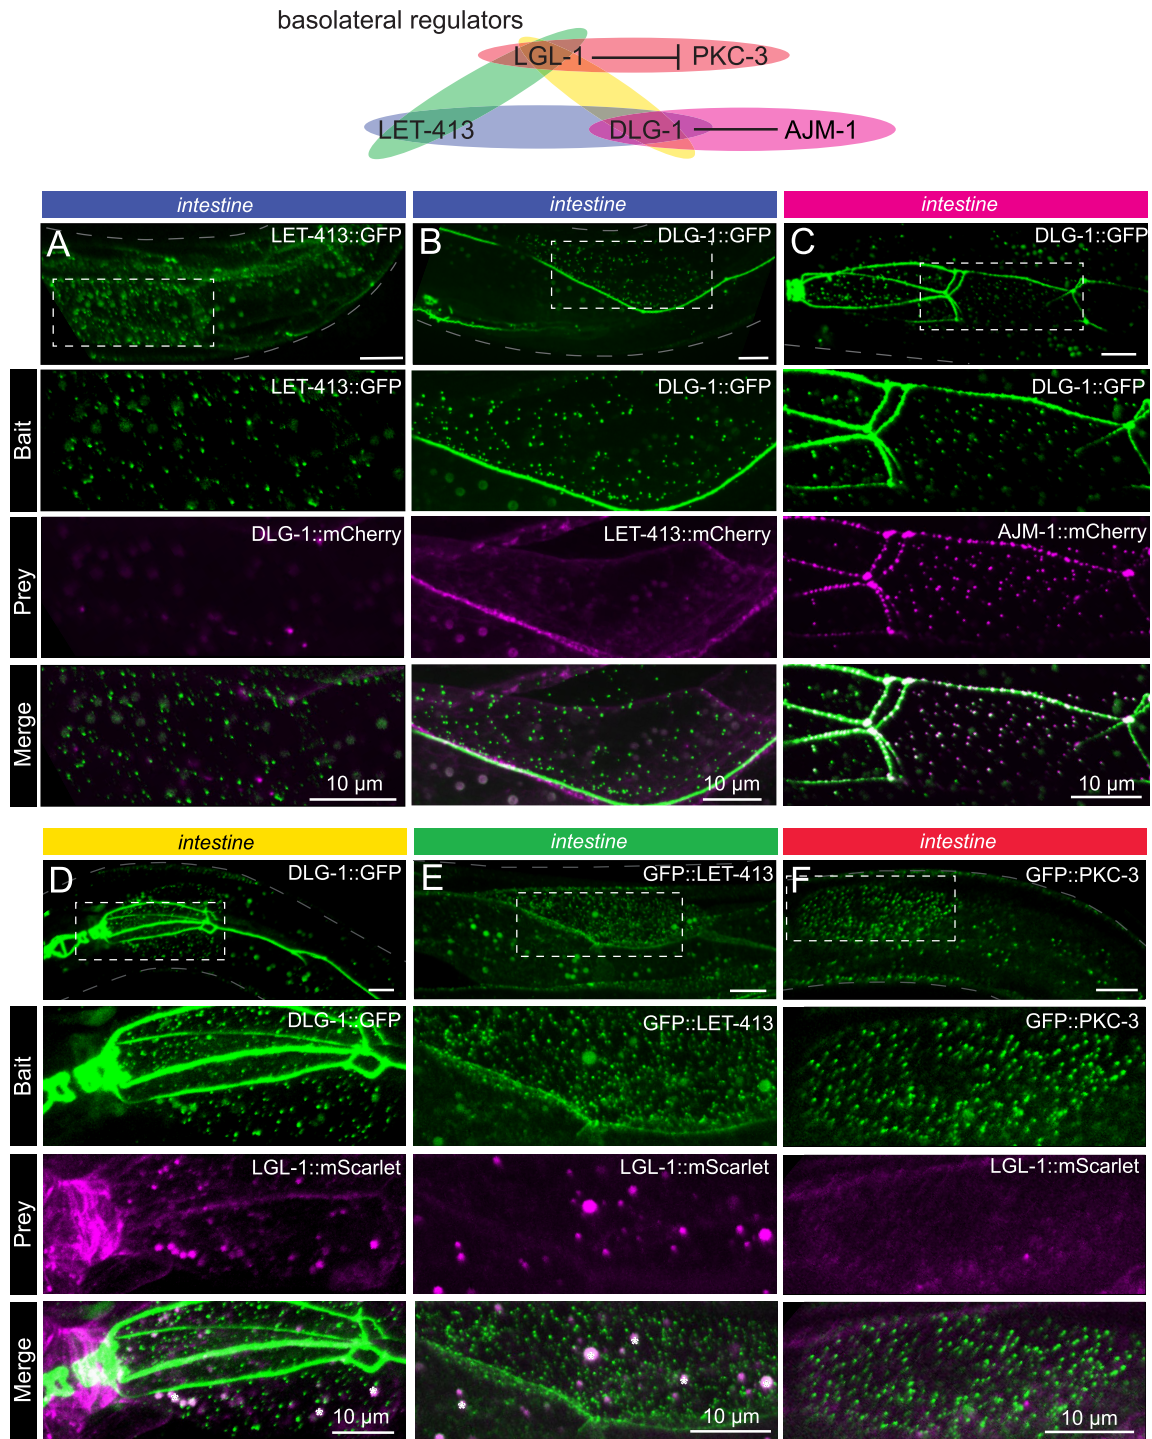 basolateral regulators
LGL-1 PKC-3
LET-413 DLG-1 AJM-1
intestine intestine intestine
A LET-413::GFP B DLG-1::GFP C DLG-1::GFP
Bait LET-413::GFP DLG-1::GFP DLG-1::GFP
Prey DLG-1::mCherry LET-413::mCherry AJM-1::mCherry
Merge 10 µm 10 µm 10 µm
intestine intestine intestine
D DLG-1::GFP E GFP::LET-413 F GFP::PKC-3
Bait DLG-1::GFP GFP::LET-413 GFP::PKC-3
Prey LGL-1::mScarlet LGL-1::mScarlet LGL-1::mScarlet
Merge * * * 10 µm * * * * 10 µm 10 µm